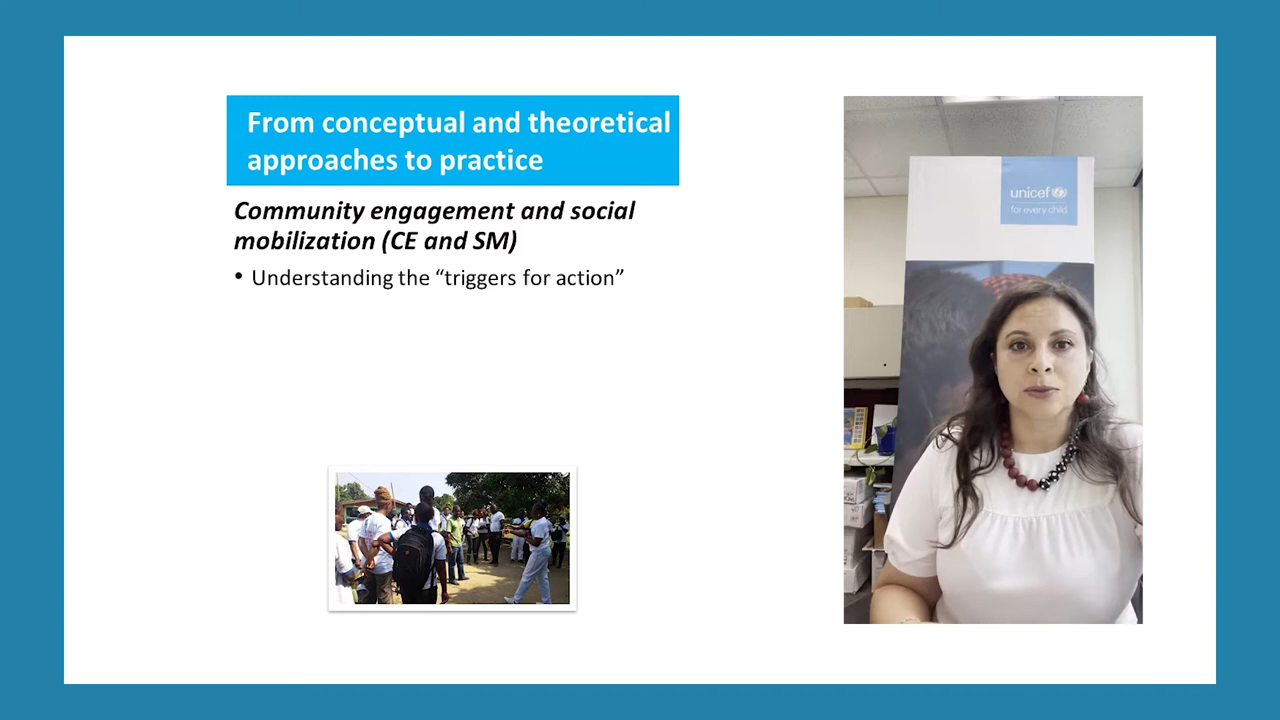 From conceptual and theoretical
approaches to practice
Community engagement and social
mobilization (CE and SM)
• Understanding the “triggers for action”
unicef
for every child